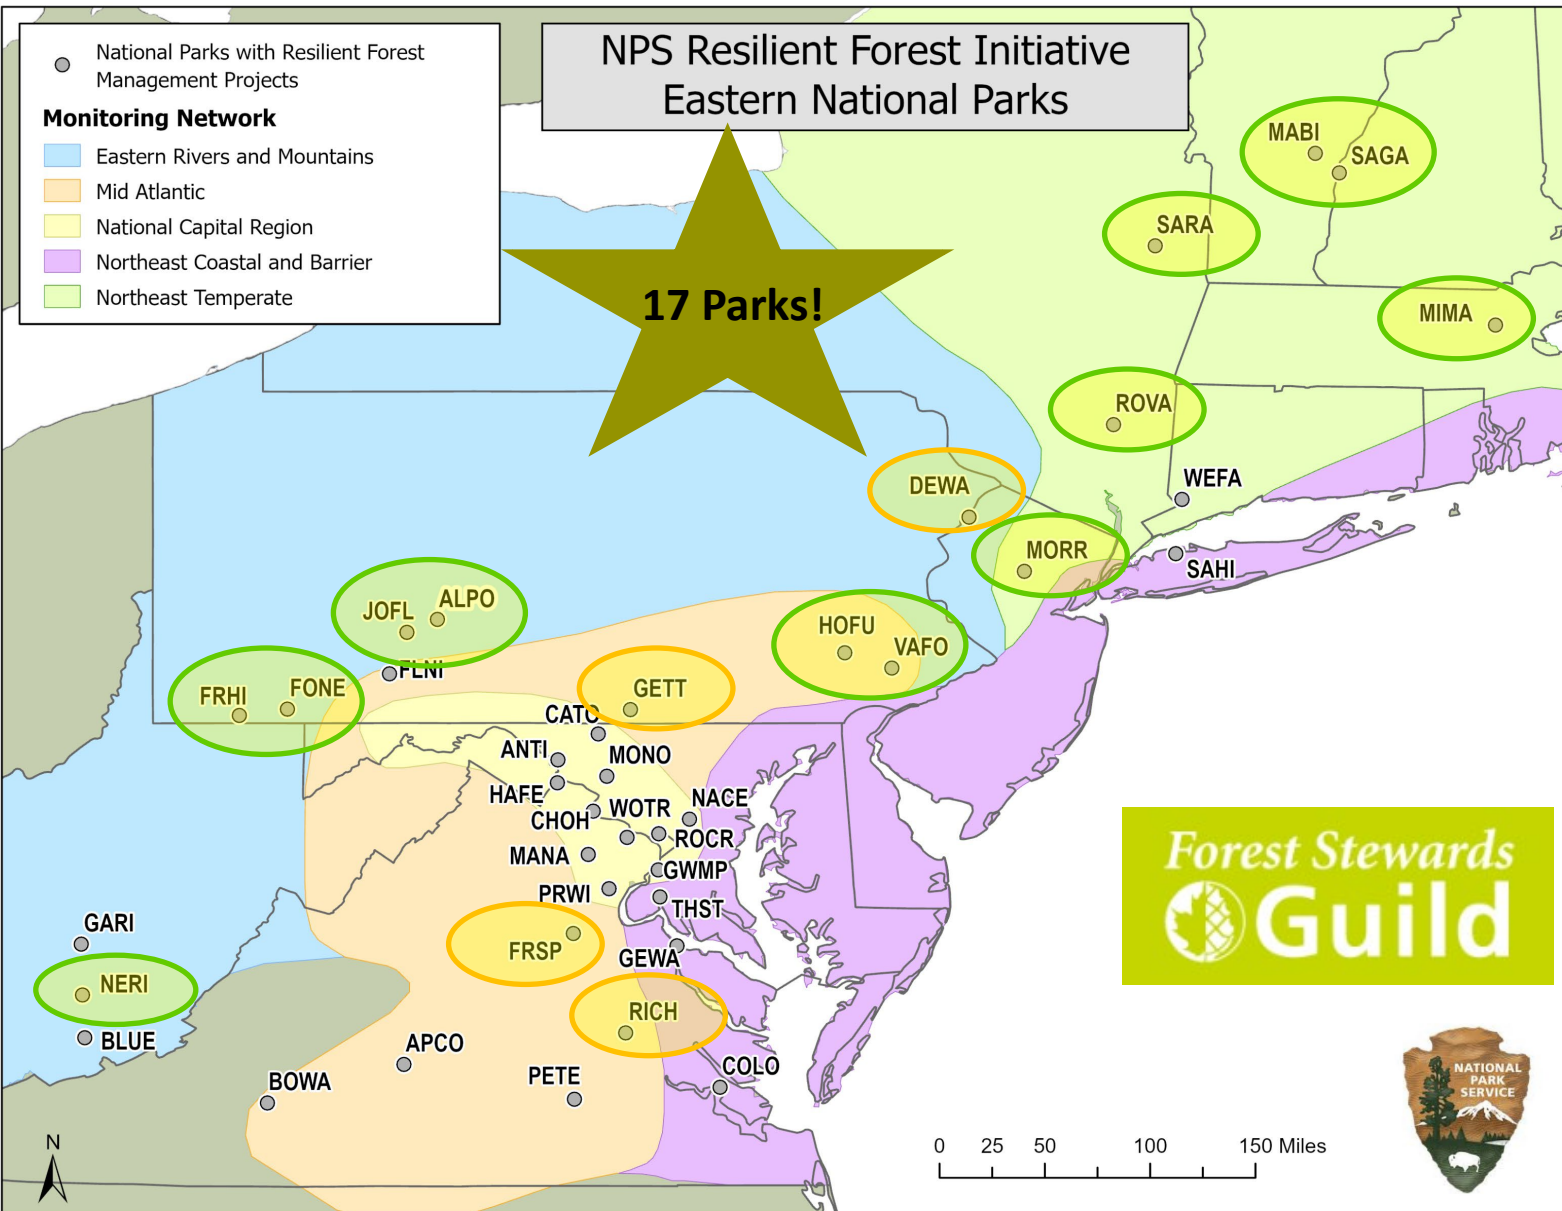 National Parks with Resilient Forest
Management Projects
Monitoring Network
Eastern Rivers and Mountains
Mid Atlantic
National Capital Region
Northeast Coastal and Barrier
Northeast Temperate
NPS Resilient Forest Initiative
Eastern National Parks
17 Parks!
MABI
SAGA
SARA
MIMA
ROVA
WEFA
DEWA
MORR
SAHI
JOFL
ALPO
FLNI
HOFU
VAFO
FRHI
FONE
GETT
CATO
ANTI
MONO
HAFE
CHOH
WOTR
NACE
ROCR
MANA
GWMP
PRWI
THST
GARI
FRSP
GEWA
NERI
RICH
BLUE
APCO
BOWA
PETE
COLO
Forest Stewards
Guild
NATIONAL
PARK
SERVICE
N
0 25 50 100 150 Miles